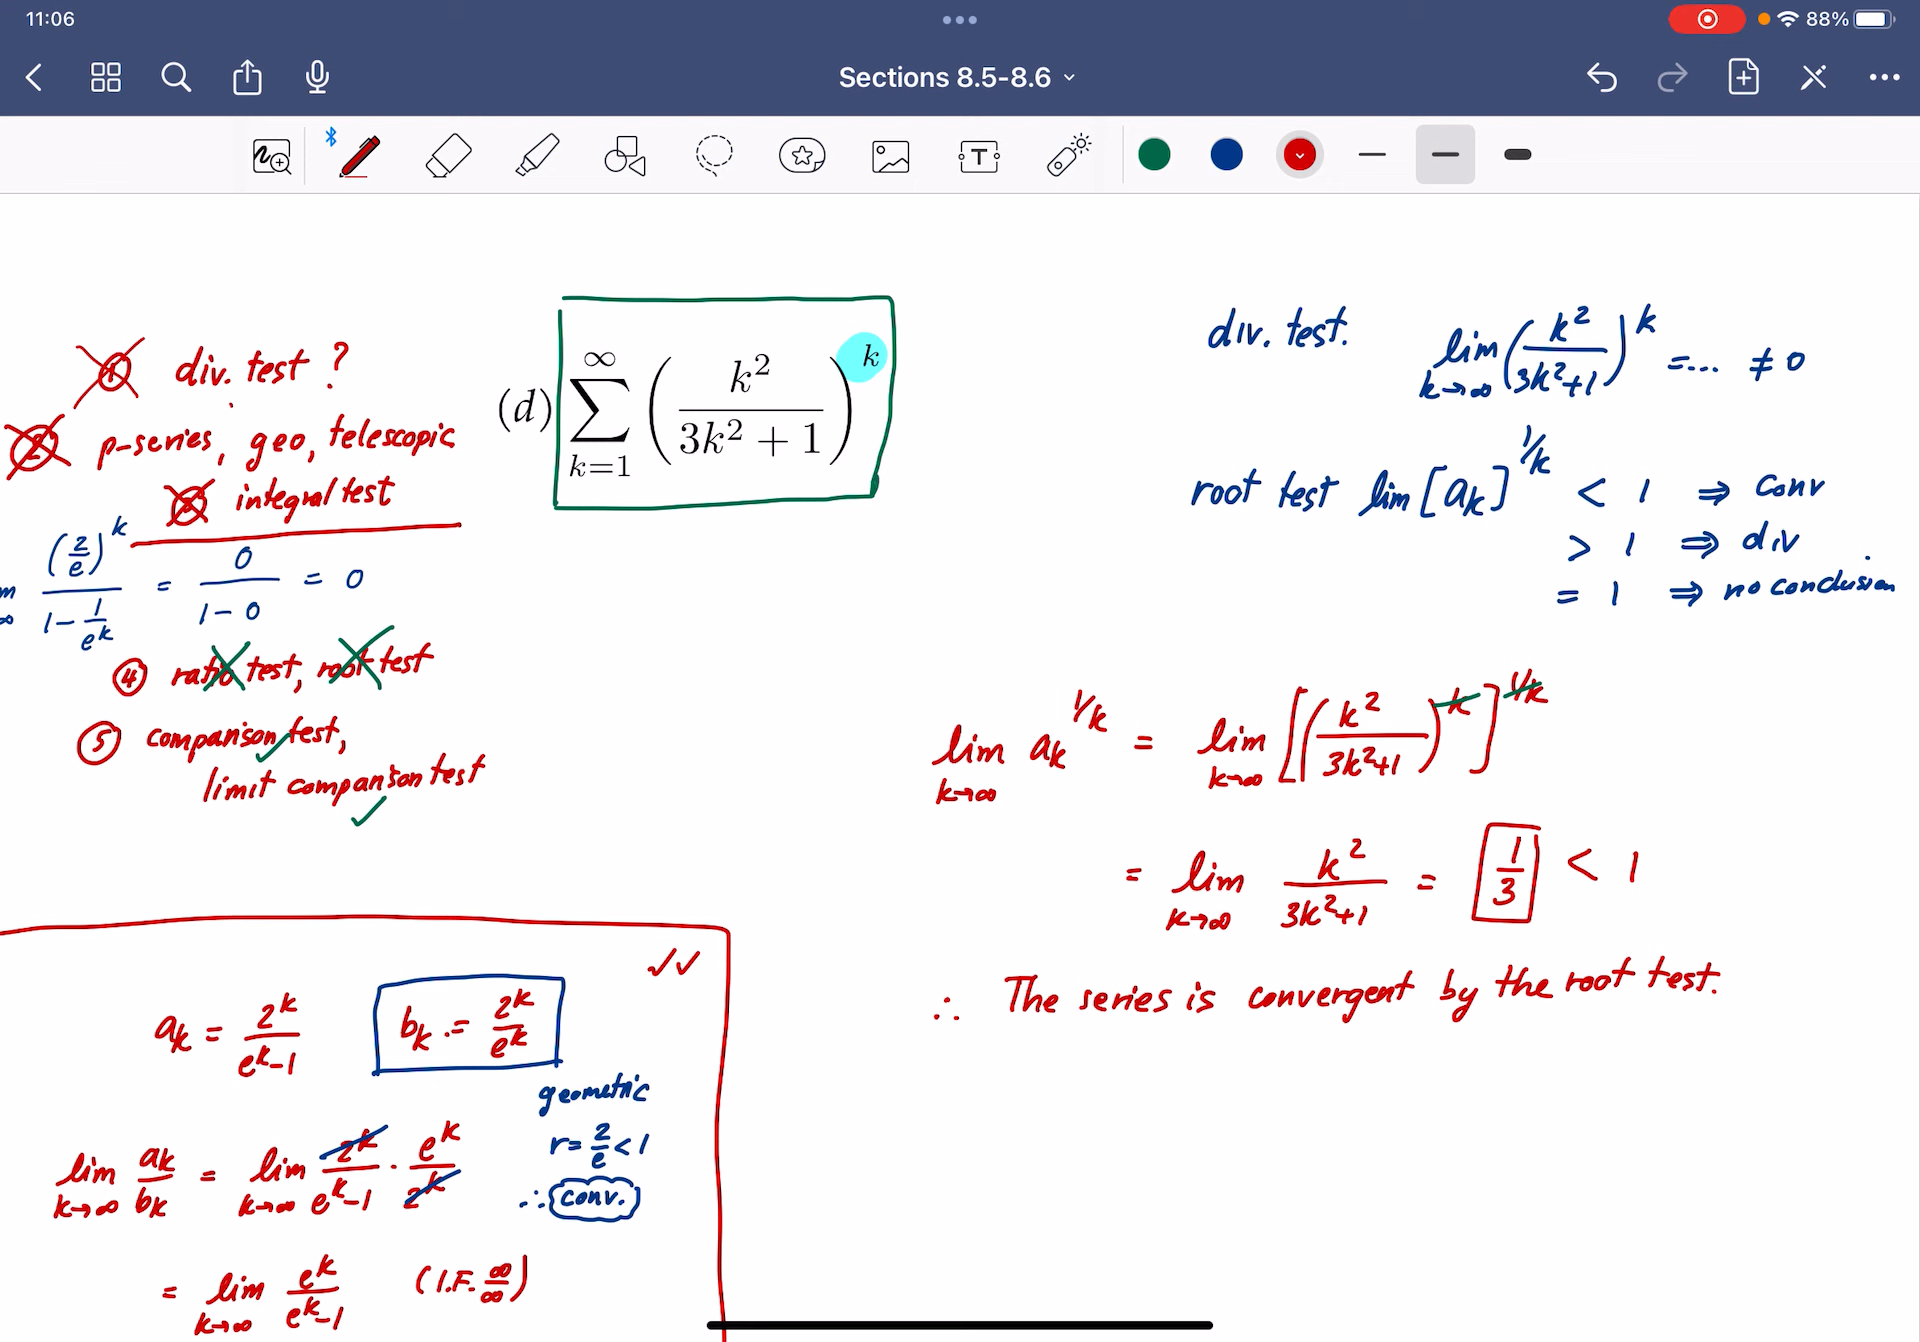 11:06
88%
Sections 8.5-8.6
T
① div. test ?
② p-series, geo, telescopic
③ integral test
(2/e)^k / (1 - 1/e^k) = 0 / (1 - 0) = 0
④ ratio test, root test
⑤ comparison test,
limit comparison test
(d) ∑_{k=1}^{∞} (k² / (3k² + 1))^k
div. test. lim_{k→∞} (k² / (3k²+1))^k = ... ≠ 0
root test lim [a_k]^{1/k} < 1 ⇒ conv
> 1 ⇒ div
= 1 ⇒ no conclusion
lim_{k→∞} a_k^{1/k} = lim_{k→∞} [(k² / (3k²+1))^k]^{1/k}
= lim_{k→∞} k² / (3k²+1) = 1/3 < 1
∴ The series is convergent by the root test.
a_k = 2^k / (e^k - 1) b_k = 2^k / e^k
geometric
r = 2/e < 1
∴ conv.
lim_{k→∞} a_k / b_k = lim_{k→∞} 2^k / (e^k - 1) · e^k / 2^k
= lim_{k→∞} e^k / (e^k - 1) (I.F. ∞/∞)